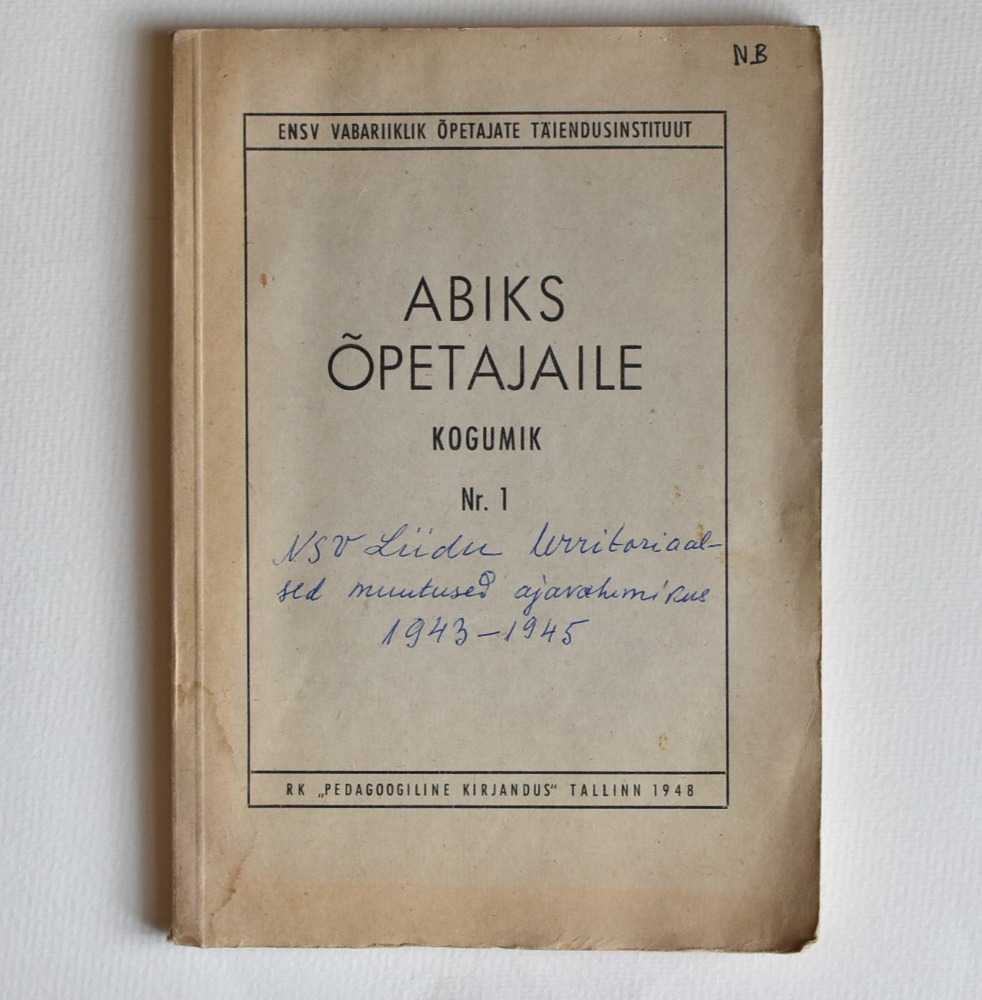 N.B
ENSV VABARIIKLIK ÕPETAJATE TÄIENDUSINSTITUUT
ABIKS
ÕPETAJAILE
KOGUMIK
Nr. 1
NSV Liidu territoriaal-
sed muutused ajavahemikus
1943-1945
RK „PEDAGOOGILINE KIRJANDUS“ TALLINN 1948